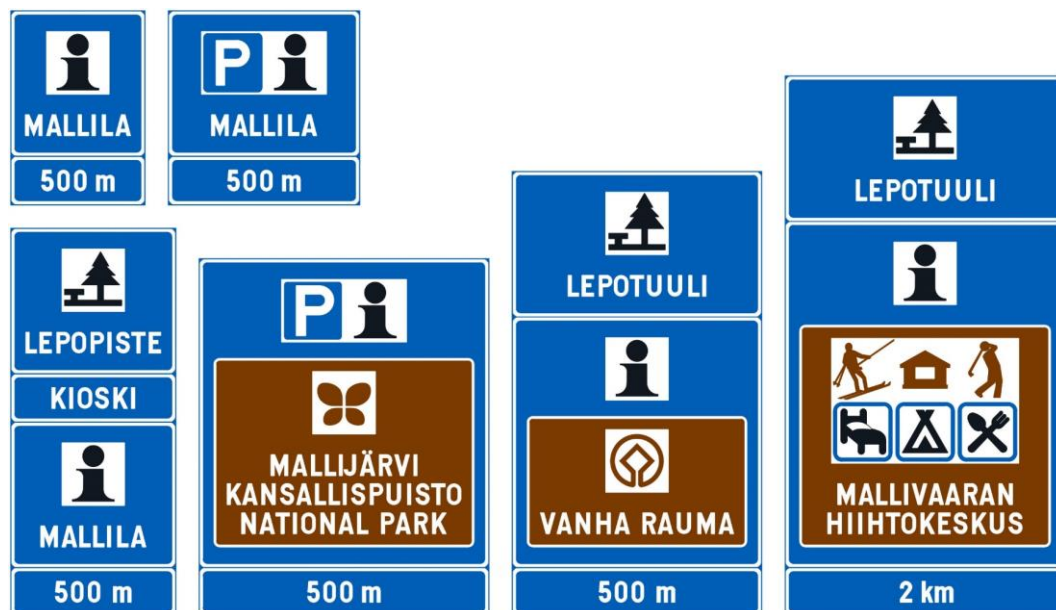 MALLILA
500 m
P
MALLILA
500 m
LEPOPISTE
KIOSKI
MALLILA
500 m
P
MALLIJÄRVI
KANSALLISPUISTO
NATIONAL PARK
500 m
LEPOTUULI
VANHA RAUMA
500 m
LEPOTUULI
MALLIVAARAN
HIIHTOKESKUS
2 km